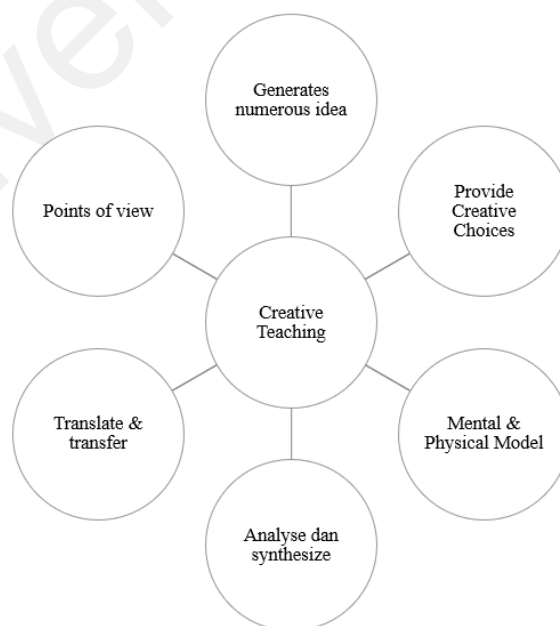 Generates
numerous idea
Provide
Creative
Choices
Mental &
Physical Model
Analyse dan
synthesize
Translate &
transfer
Points of view
Creative
Teaching